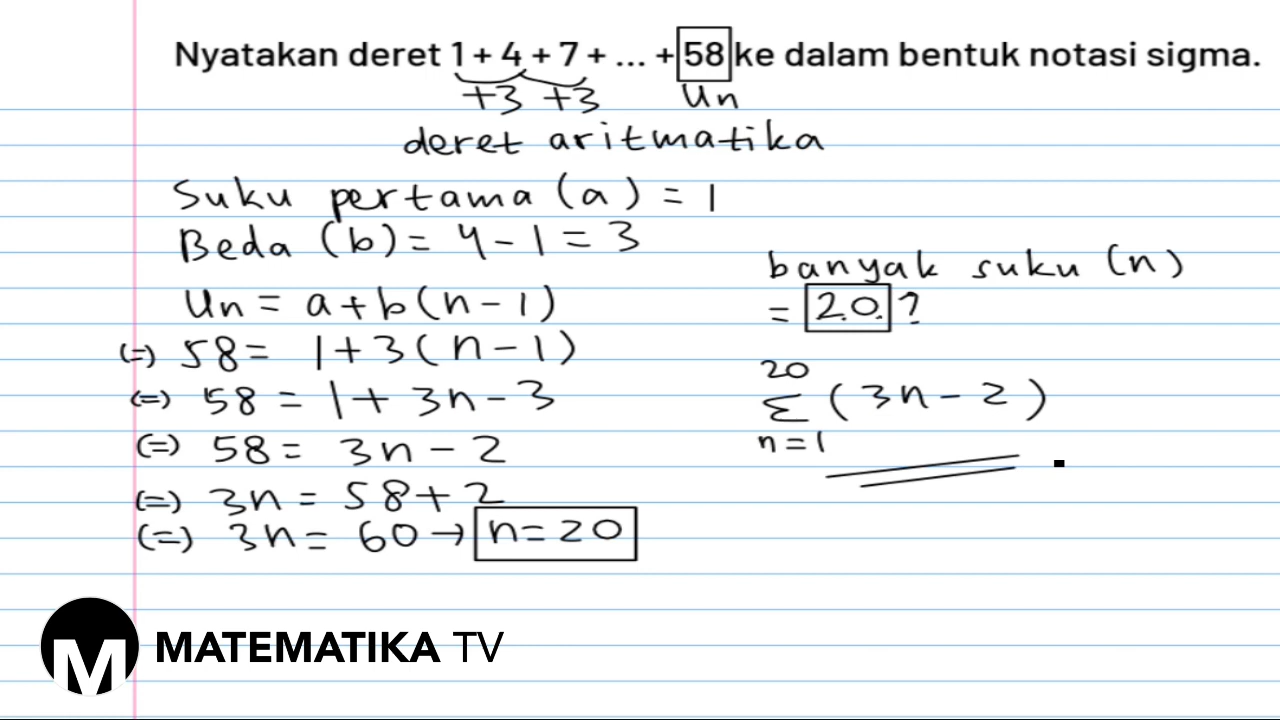 Nyatakan deret 1 + 4 + 7 + ... + 58 ke dalam bentuk notasi sigma.
+3 +3 Un
deret aritmatika
Suku pertama (a) = 1
Beda (b) = 4 - 1 = 3
Un = a + b (n - 1)
(=) 58 = 1 + 3 (n - 1)
(=) 58 = 1 + 3n - 3
(=) 58 = 3n - 2
(=) 3n = 58 + 2
(=) 3n = 60 → n = 20
banyak suku (n)
= 20 ?
20
Σ (3n - 2)
n = 1
M MATEMATIKA TV